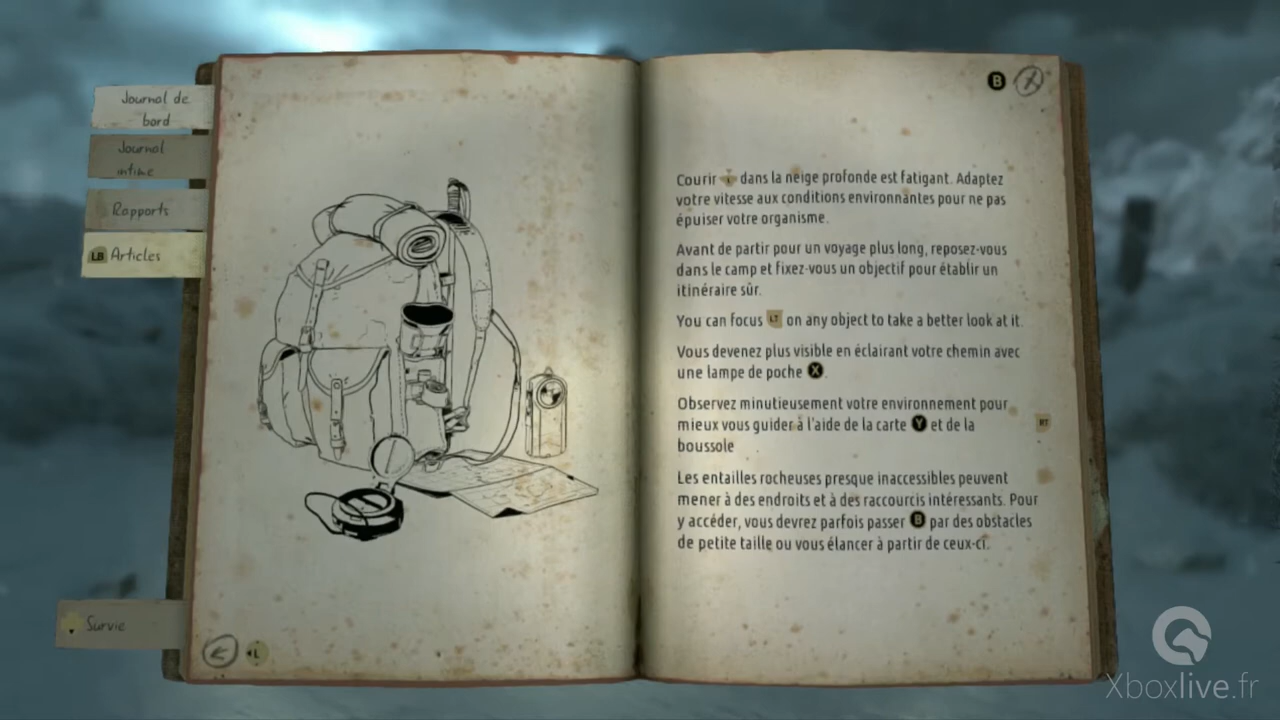 Journal de
bord
Journal
intime
Rapports
LB Articles
Survie
L
B
Courir L dans la neige profonde est fatigant. Adaptez
votre vitesse aux conditions environnantes pour ne pas
épuiser votre organisme.
Avant de partir pour un voyage plus long, reposez-vous
dans le camp et fixez-vous un objectif pour établir un
itinéraire sûr.
You can focus LT on any object to take a better look at it.
Vous devenez plus visible en éclairant votre chemin avec
une lampe de poche X.
Observez minutieusement votre environnement pour
mieux vous guider à l'aide de la carte Y et de la
boussole
RT
Les entailles rocheuses presque inaccessibles peuvent
mener à des endroits et à des raccourcis intéressants. Pour
y accéder, vous devrez parfois passer B par des obstacles
de petite taille ou vous élancer à partir de ceux-ci.
Xboxlive.fr